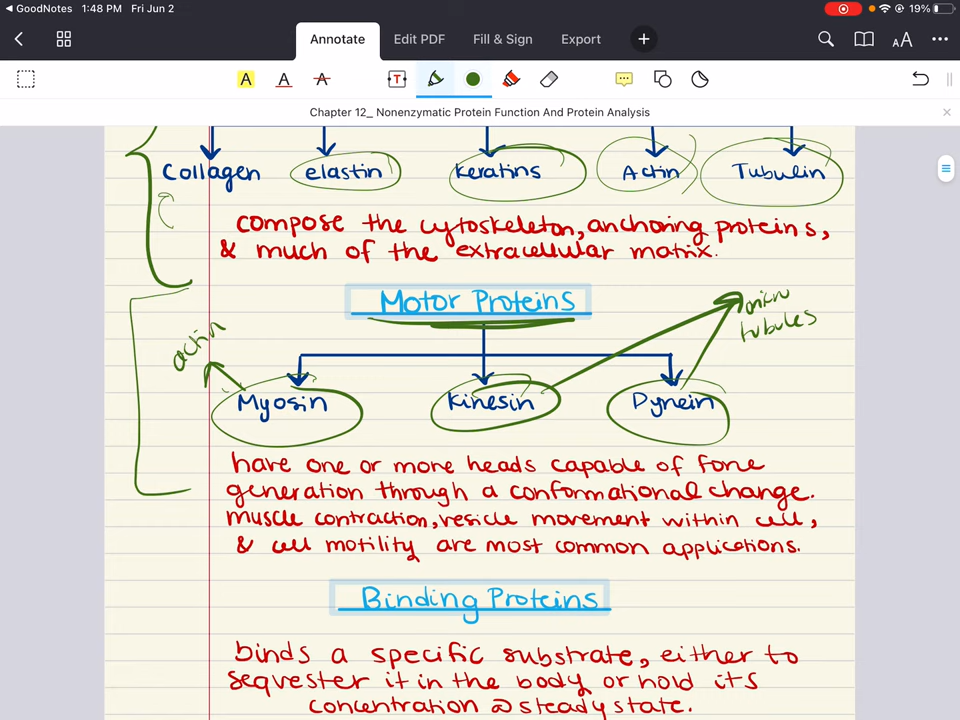 GoodNotes 1:48 PM Fri Jun 2 19%
Annotate Edit PDF Fill & Sign Export
AA
A A A T
Chapter 12_ Nonenzymatic Protein Function And Protein Analysis
Collagen elastin keratins Actin Tubulin
compose the cytoskeleton, anchoring proteins,
& much of the extracellular matrix.
Motor Proteins
micro
tubules
actin
Myosin Kinesin Dynein
have one or more heads capable of force
generation through a conformational change.
muscle contraction, vesicle movement within cell,
& cell motility are most common applications.
Binding Proteins
binds a specific substrate, either to
sequester it in the body or hold its
concentration @ steady state.